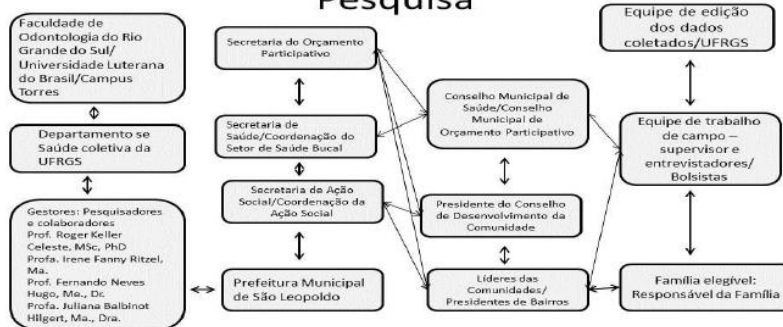 Pesquisa
Faculdade de
Odontologia do Rio
Grande do Sul/
Universidade Luterana
do Brasil/Campus
Torres
Departamento se
Saúde coletiva da
UFRGS
Gestores: Pesquisadores
e colaboradores
Prof. Roger Keller
Celeste, MSc, PhD
Profa. Irene Fanny Ritzel,
Ma.
Prof. Fernando Neves
Hugo, Me., Dr.
Profa. Juliana Balbinot
Hilgert, Ma., Dra.
Secretaria do Orçamento
Participativo
Secretaria de
Saúde/Coordenação do
Setor de Saúde Bucal
Secretaria de Ação
Social/Coordenação da
Ação Social
Prefeitura Municipal
de São Leopoldo
Conselho Municipal de
Saúde/Conselho
Municipal de
Orçamento Participativo
Presidente do Conselho
de Desenvolvimento da
Comunidade
Líderes das
Comunidades/
Presidentes de Bairros
Equipe de edição
dos dados
coletados/UFRGS
Equipe de trabalho
de campo –
supervisor e
entrevistadores/
Bolsistas
Família elegível:
Responsável da Família